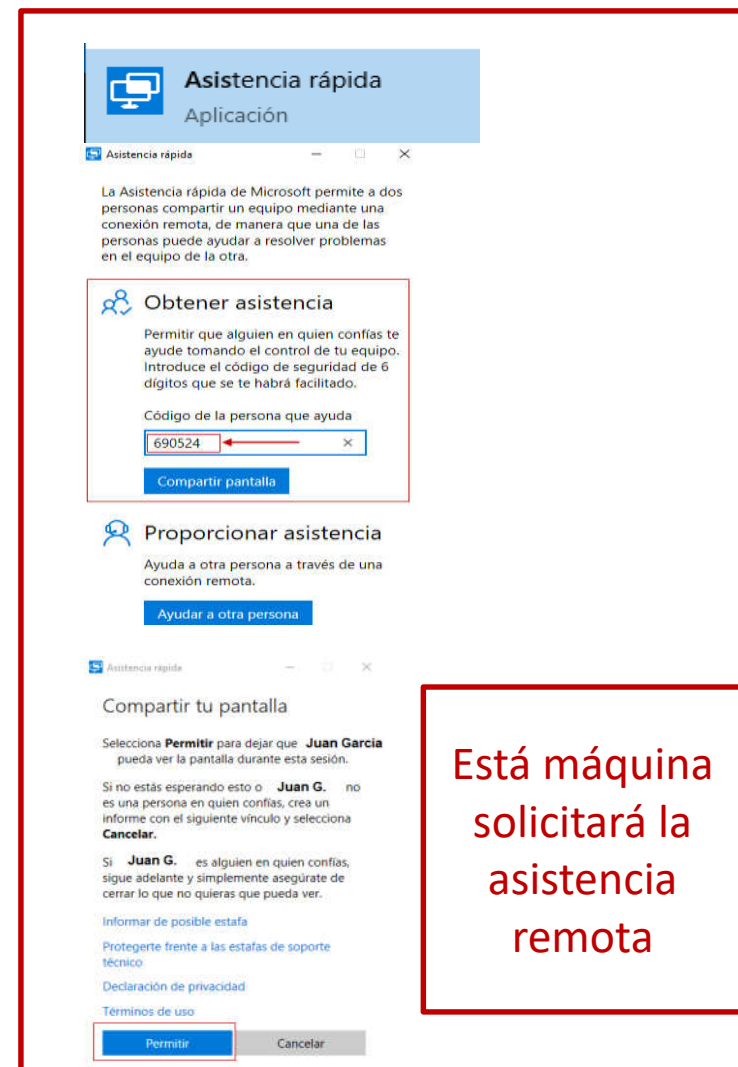 Asistencia rápida
Aplicación
Asistencia rápida
La Asistencia rápida de Microsoft permite a dos
personas compartir un equipo mediante una
conexión remota, de manera que una de las
personas puede ayudar a resolver problemas
en el equipo de la otra.
Obtener asistencia
Permitir que alguien en quien confías te
ayude tomando el control de tu equipo.
Introduce el código de seguridad de 6
dígitos que se te habrá facilitado.
Código de la persona que ayuda
690524
Compartir pantalla
Proporcionar asistencia
Ayuda a otra persona a través de una
conexión remota.
Ayudar a otra persona
Asistencia rápida
Compartir tu pantalla
Selecciona Permitir para dejar que Juan Garcia
pueda ver la pantalla durante esta sesión.
Si no estás esperando esto o Juan G. no
es una persona en quien confías, crea un
informe con el siguiente vínculo y selecciona
Cancelar.
Si Juan G. es alguien en quien confías,
sigue adelante y simplemente asegúrate de
cerrar lo que no quieras que pueda ver.
Informar de posible estafa
Protegerte frente a las estafas de soporte
técnico
Declaración de privacidad
Términos de uso
Permitir
Cancelar
Está máquina
solicitará la
asistencia
remota